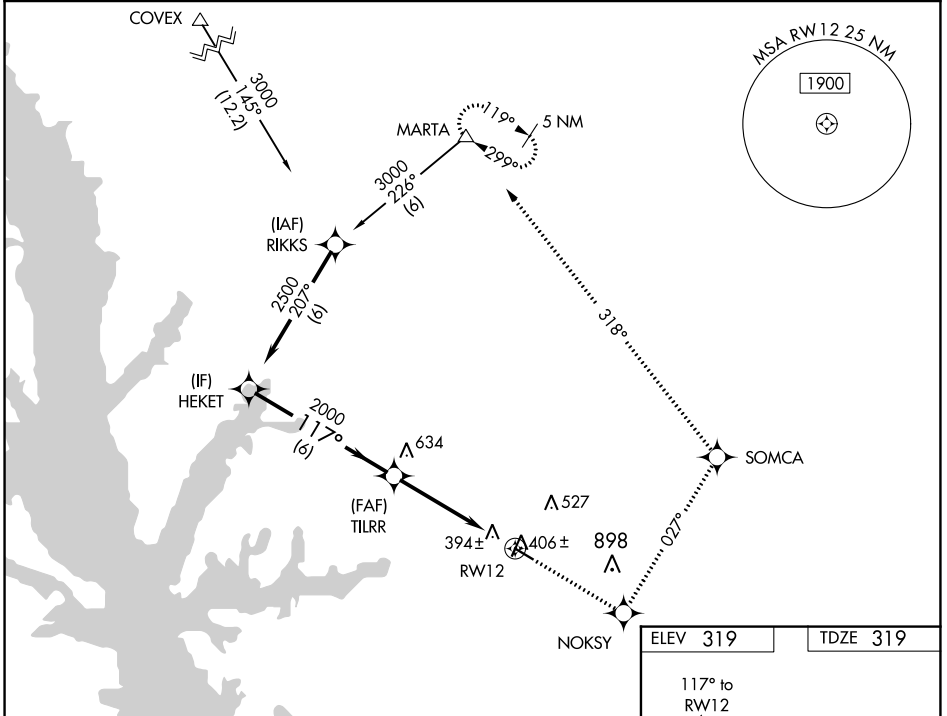 COVEX
3000
145°
(12.2)
MSA RW12 25 NM
1900
MARTA
119°
5 NM
299°
3000
226°
(6)
(IAF)
RIKKS
2500
207°
(6)
318°
(IF)
HEKET
2000
117°
(6)
634
SOMCA
(FAF)
TILRR
527
027°
394±
406±
898
RW12
NOKSY
ELEV 319
TDZE 319
117° to
RW12